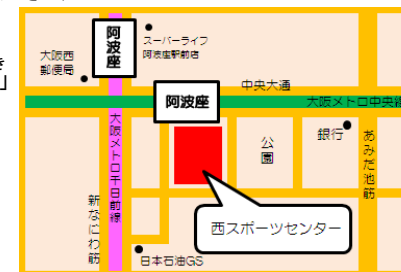 き
」
大阪西
郵便局
阿波座
スーパーライフ
阿波座駅前店
中央大通
阿波座
大阪メトロ中央線
大阪メトロ千日前線
公園
銀行
あみだ池筋
新なにわ筋
西スポーツセンター
日本石油GS